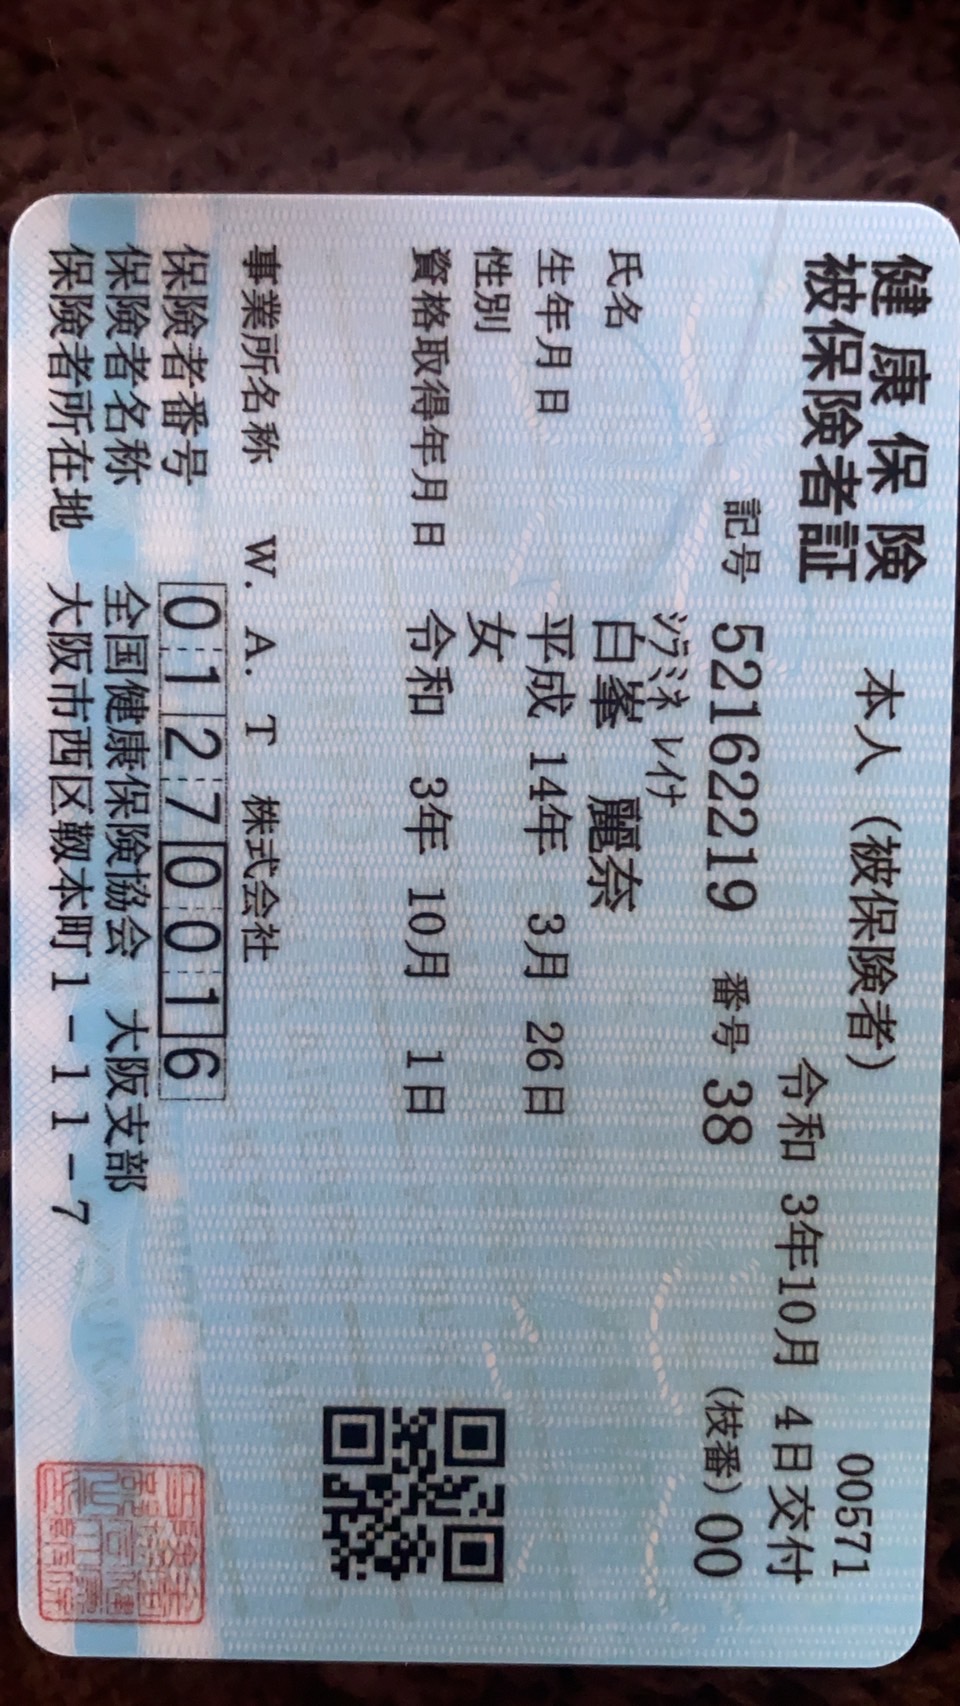 健康保険
被保険者証
本人（被保険者）
00571
令和 3年10月 4日交付
記号 52162219 番号 38 （枝番）00
ｼﾗﾐﾈ ﾚｲﾅ
氏名 白峯 麗奈
生年月日 平成 14年 3月 26日
性別 女
資格取得年月日 令和 3年 10月 1日
事業所名称 W．A．T 株式会社
保険者番号 01270016
保険者名称 全国健康保険協会 大阪支部
保険者所在地 大阪市西区靱本町1－11－7